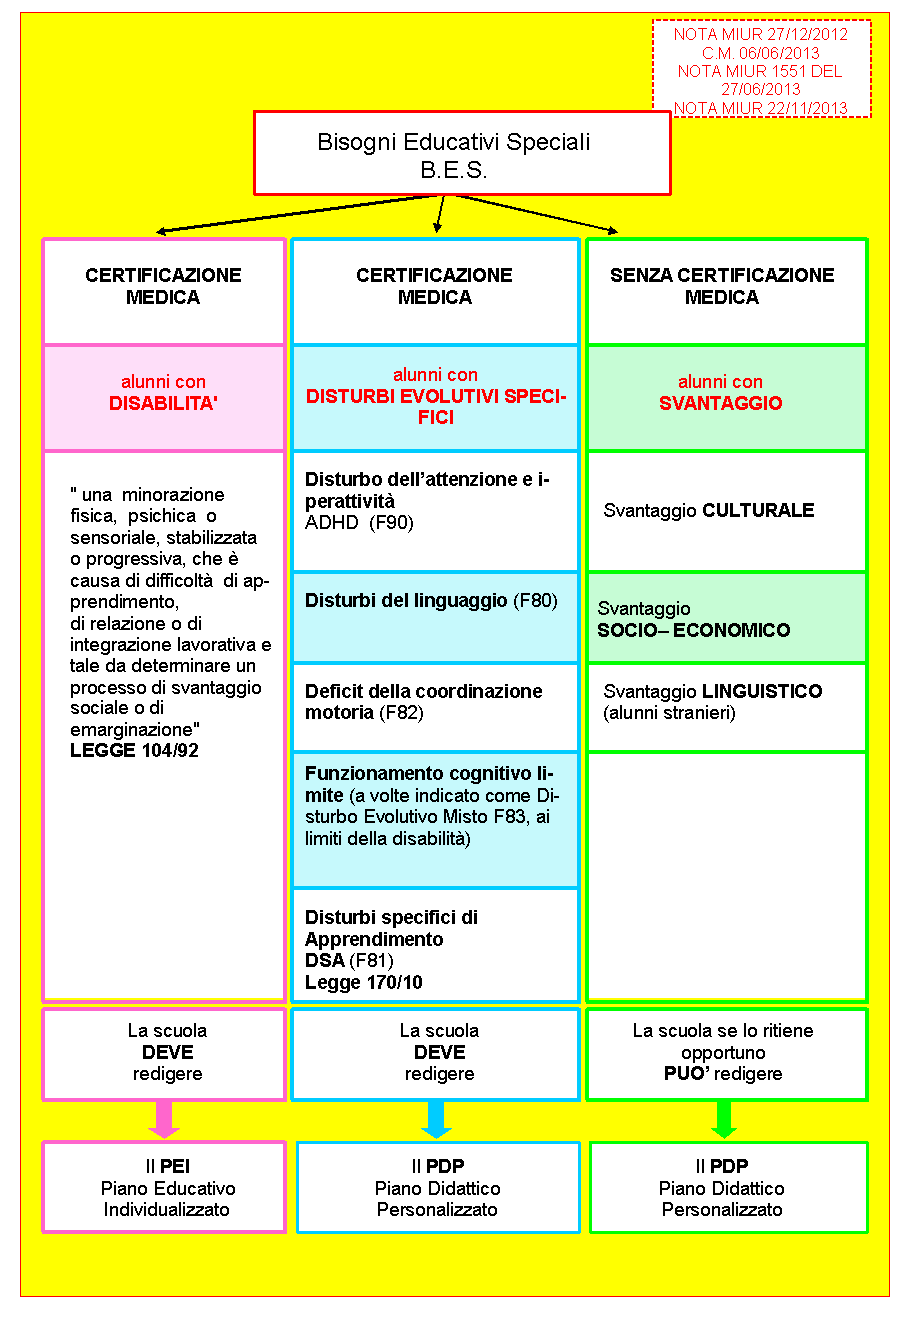 NOTA MIUR 27/12/2012
C.M. 06/06/2013
NOTA MIUR 1551 DEL
27/06/2013
NOTA MIUR 22/11/2013
Bisogni Educativi Speciali
B.E.S.
CERTIFICAZIONE
MEDICA
alunni con
DISABILITA'
" una minorazione
fisica, psichica o
sensoriale, stabilizzata
o progressiva, che è
causa di difficoltà di ap-
prendimento,
di relazione o di
integrazione lavorativa e
tale da determinare un
processo di svantaggio
sociale o di
emarginazione"
LEGGE 104/92
La scuola
DEVE
redigere
Il PEI
Piano Educativo
Individualizzato
CERTIFICAZIONE
MEDICA
alunni con
DISTURBI EVOLUTIVI SPECI-
FICI
Disturbo dell’attenzione e i-
perattività
ADHD (F90)
Disturbi del linguaggio (F80)
Deficit della coordinazione
motoria (F82)
Funzionamento cognitivo li-
mite (a volte indicato come Di-
sturbo Evolutivo Misto F83, ai
limiti della disabilità)
Disturbi specifici di
Apprendimento
DSA (F81)
Legge 170/10
La scuola
DEVE
redigere
Il PDP
Piano Didattico
Personalizzato
SENZA CERTIFICAZIONE
MEDICA
alunni con
SVANTAGGIO
Svantaggio CULTURALE
Svantaggio
SOCIO– ECONOMICO
Svantaggio LINGUISTICO
(alunni stranieri)
La scuola se lo ritiene
opportuno
PUO’ redigere
Il PDP
Piano Didattico
Personalizzato